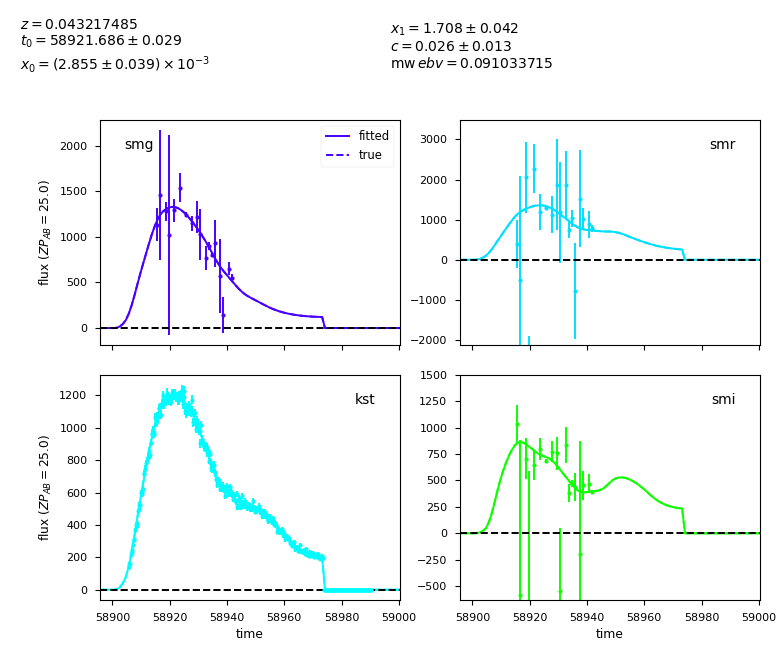 z = 0.043217485
t₀ = 58921.686 ± 0.029
x₀ = (2.855 ± 0.039) × 10⁻³
x₁ = 1.708 ± 0.042
c = 0.026 ± 0.013
mw ebv = 0.091033715
smg
fitted
true
2000
1500
1000
500
0
flux (ZP_AB = 25.0)
smr
3000
2000
1000
0
−1000
−2000
kst
1200
1000
800
600
400
200
0
flux (ZP_AB = 25.0)
58900 58920 58940 58960 58980 59000
time
smi
1500
1250
1000
750
500
250
0
−250
−500
58900 58920 58940 58960 58980 59000
time